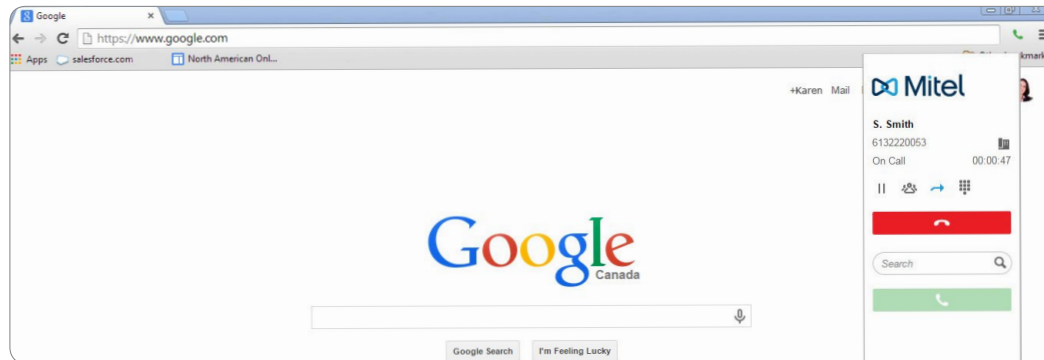 Google
https://www.google.com
Apps salesforce.com North American Onl...
+Karen Mail
Mitel
S. Smith
6132220053
On Call 00:00:47
Google
Canada
Search
Google Search I'm Feeling Lucky